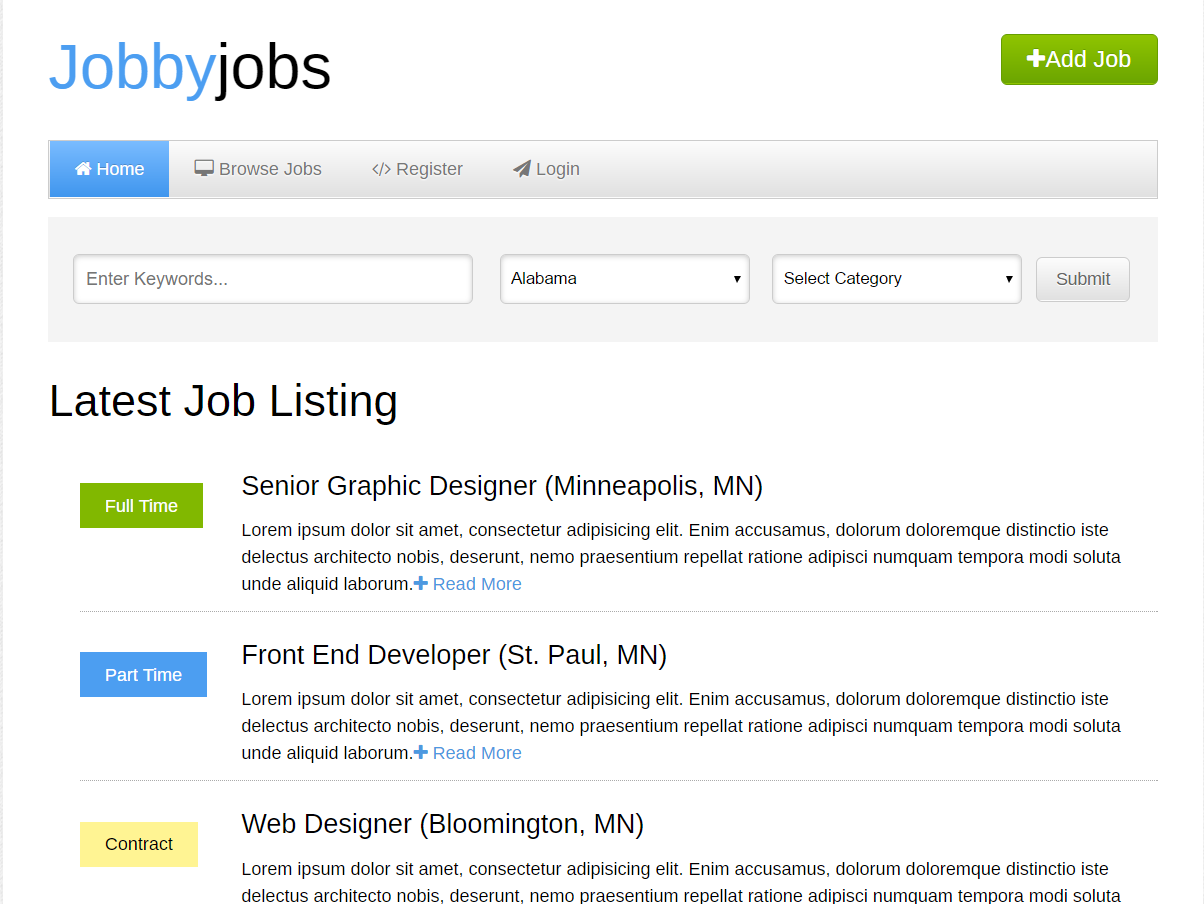 Jobbyjobs
Add Job
Home Browse Jobs Register Login
Enter Keywords... Alabama Select Category Submit
Latest Job Listing
Senior Graphic Designer (Minneapolis, MN)
Full Time
Lorem ipsum dolor sit amet, consectetur adipisicing elit. Enim accusamus, dolorum doloremque distinctio iste
delectus architecto nobis, deserunt, nemo praesentium repellat ratione adipisci numquam tempora modi soluta
unde aliquid laborum. Read More
Front End Developer (St. Paul, MN)
Part Time
Lorem ipsum dolor sit amet, consectetur adipisicing elit. Enim accusamus, dolorum doloremque distinctio iste
delectus architecto nobis, deserunt, nemo praesentium repellat ratione adipisci numquam tempora modi soluta
unde aliquid laborum. Read More
Web Designer (Bloomington, MN)
Contract
Lorem ipsum dolor sit amet, consectetur adipisicing elit. Enim accusamus, dolorum doloremque distinctio iste
delectus architecto nobis, deserunt, nemo praesentium repellat ratione adipisci numquam tempora modi soluta